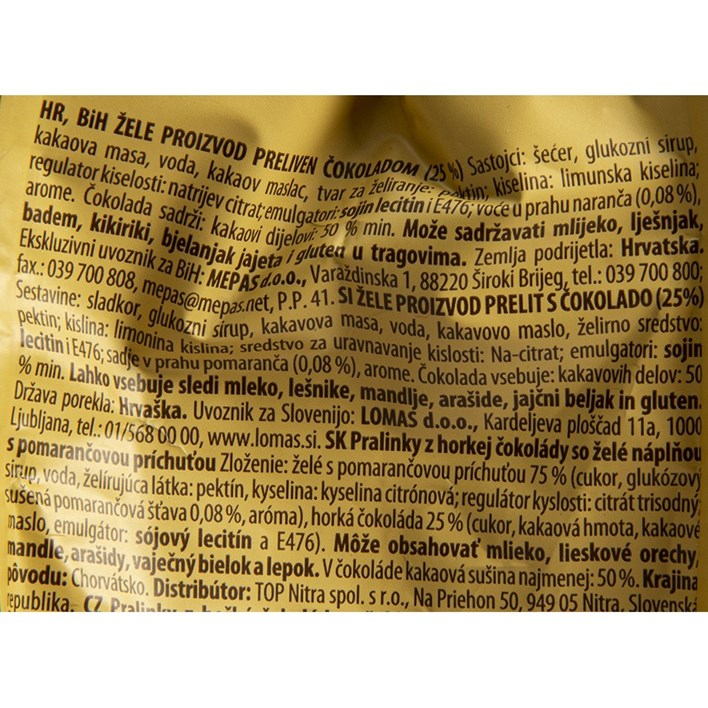 HR, BiH ŽELE PROIZVOD PRELIVEN ČOKOLADOM (25%) Sastojci: šećer, glukozni sirup,
kakaova masa, voda, kakaov maslac, tvar za želiranje: pektin; kiselina: limunska kiselina;
regulator kiselosti: natrijev citrat; emulgatori: sojin lecitin i E476; voće u prahu naranča (0,08%),
arome. Čokolada sadrži: kakaovi dijelovi: 50 % min. Može sadržavati mlijeko, lješnjak,
badem, kikiriki, bjelanjak jajeta i gluten u tragovima. Zemlja podrijetla: Hrvatska.
Ekskluzivni uvoznik za BiH: MEPAS d.o.o., Varaždinska 1, 88220 Široki Brijeg, tel.: 039 700 800;
fax.: 039 700 808, mepas@mepas.net, P.P. 41. SI ŽELE PROIZVOD PRELIT S ČOKOLADO (25%)
Sestavine: sladkor, glukozni sirup, kakavova masa, voda, kakavovo maslo, želirno sredstvo:
pektin; kislina: limonina kislina; sredstvo za uravnavanje kislosti: Na-citrat; emulgatori: sojin
lecitin i E476; sadje v prahu pomaranča (0,08%), arome. Čokolada vsebuje: kakavovih delov: 50
% min. Lahko vsebuje sledi mleko, lešnike, mandlje, arašide, jajčni beljak in gluten.
Država porekla: Hrvaška. Uvoznik za Slovenijo: LOMAS d.o.o., Kardeljeva ploščad 11a, 1000
Ljubljana, tel.: 01/568 00 00, www.lomas.si. SK Pralinky z horkej čokolády so želé náplňou
s pomarančovou príchuťou Zloženie: želé s pomarančovou príchuťou 75 % (cukor, glukózový
sirup, voda, želírujúca látka: pektín, kyselina: kyselina citrónová; regulátor kyslosti: citrát trisodný,
sušená pomarančová šťava 0,08%, aróma), horká čokoláda 25% (cukor, kakaová hmota, kakaové
maslo, emulgátor: sójový lecitín a E476). Môže obsahovať mlieko, lieskové orechy,
mandle, arašidy, vaječný bielok a lepok. V čokoláde kakaová sušina najmenej: 50%. Krajina
pôvodu: Chorvátsko. Distribútor: TOP Nitra spol. s r.o., Na Priehon 50, 949 05 Nitra, Slovenská
republika. CZ Pralinky z